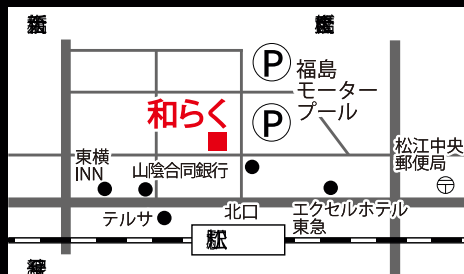 P
福島
モーター
プール
P
和らく
松江中央
郵便局
東横
INN
山陰合同銀行
テルサ
北口
エクセルホテル
東急